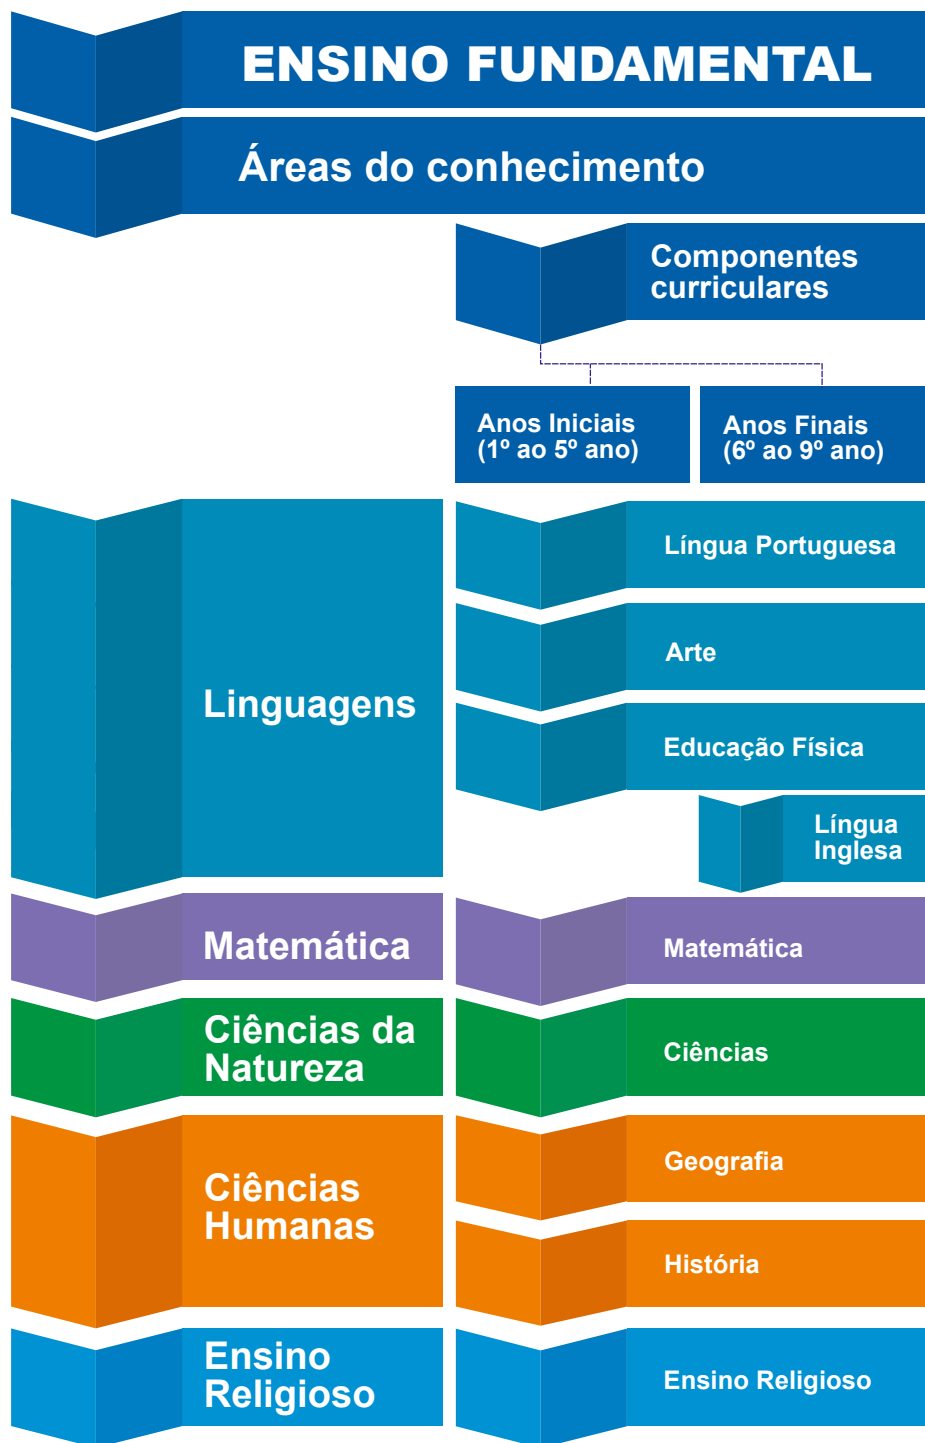 ENSINO FUNDAMENTAL
Áreas do conhecimento
Componentes
curriculares
Anos Iniciais
(1º ao 5º ano)
Anos Finais
(6º ao 9º ano)
Linguagens
Língua Portuguesa
Arte
Educação Física
Língua
Inglesa
Matemática
Matemática
Ciências da
Natureza
Ciências
Ciências
Humanas
Geografia
História
Ensino
Religioso
Ensino Religioso